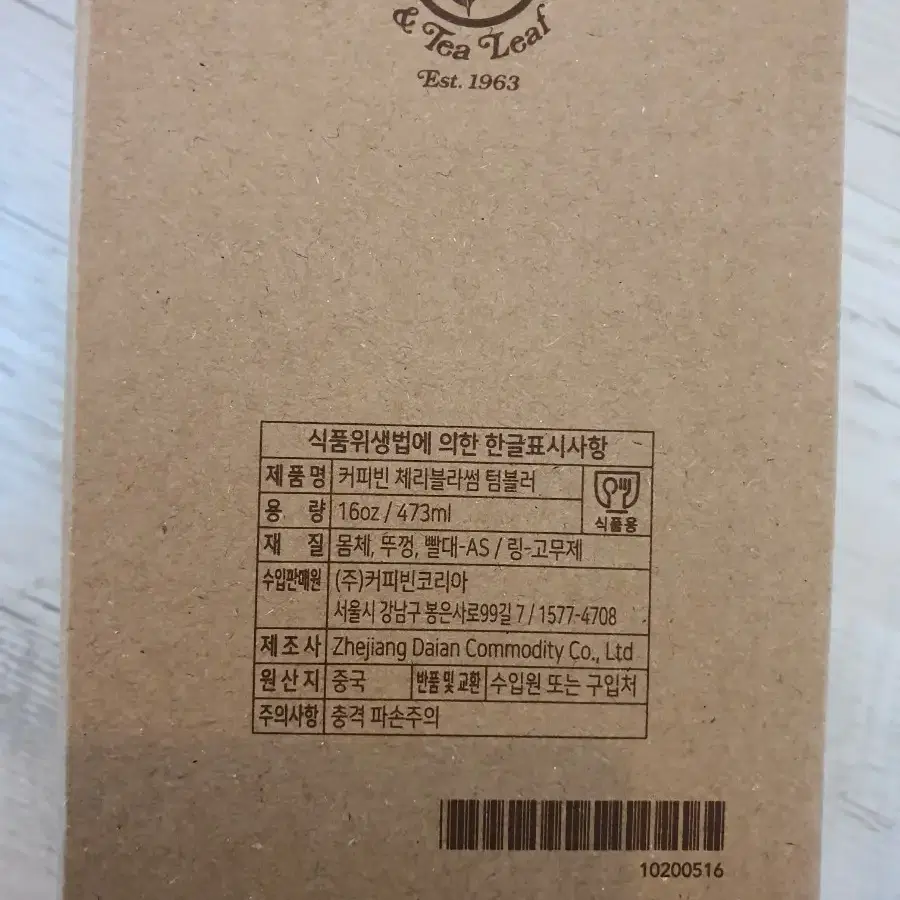 & Tea Leaf
Est. 1963
식품위생법에 의한 한글표시사항
제품명 커피빈 체리블라썸 텀블러
용 량 16oz / 473ml
식품용
재 질 몸체, 뚜껑, 빨대-AS / 링-고무제
수입판매원 (주)커피빈코리아
서울시 강남구 봉은사로99길 7 / 1577-4708
제조사 Zhejiang Daian Commodity Co., Ltd
원산지 중국 반품 및 교환 수입원 또는 구입처
주의사항 충격 파손주의
10200516